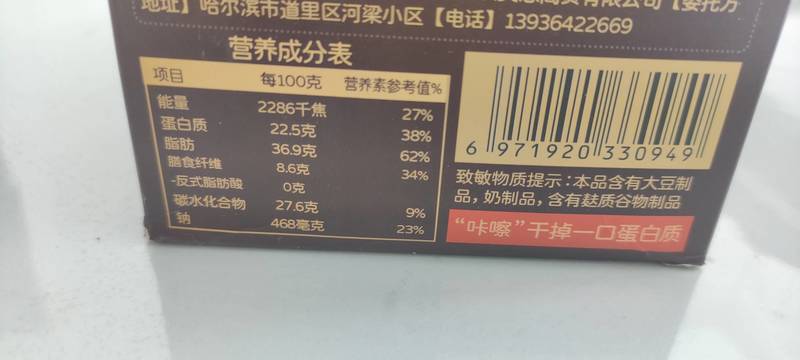 地址】哈尔滨市道里区河梁小区【电话】13936422669
营养成分表
项目 每100克 营养素参考值%
能量 2286千焦 27%
蛋白质 22.5克 38%
脂肪 36.9克 62%
膳食纤维 8.6克 34%
-反式脂肪酸 0克
碳水化合物 27.6克 9%
钠 468毫克 23%
6 971920 330949
致敏物质提示：本品含有大豆制
品，奶制品，含有麸质谷物制品
“咔嚓”干掉一口蛋白质